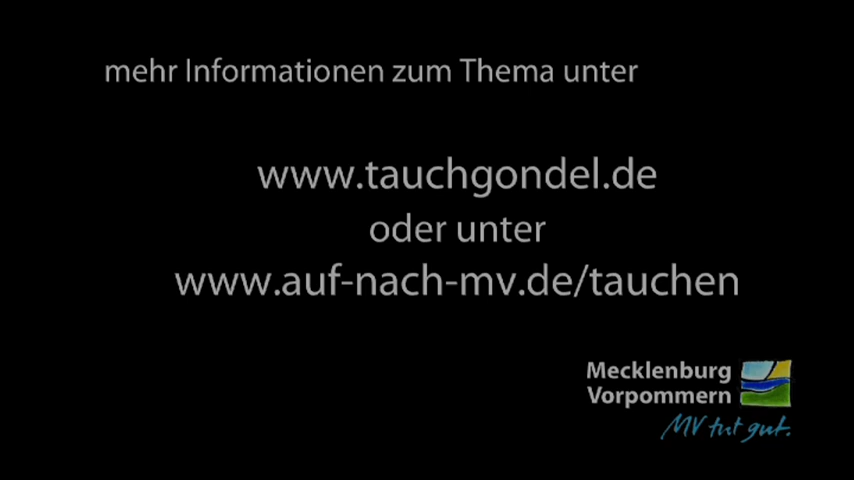 mehr Informationen zum Thema unter
www.tauchgondel.de
oder unter
www.auf-nach-mv.de/tauchen
Mecklenburg
Vorpommern
MV tut gut.